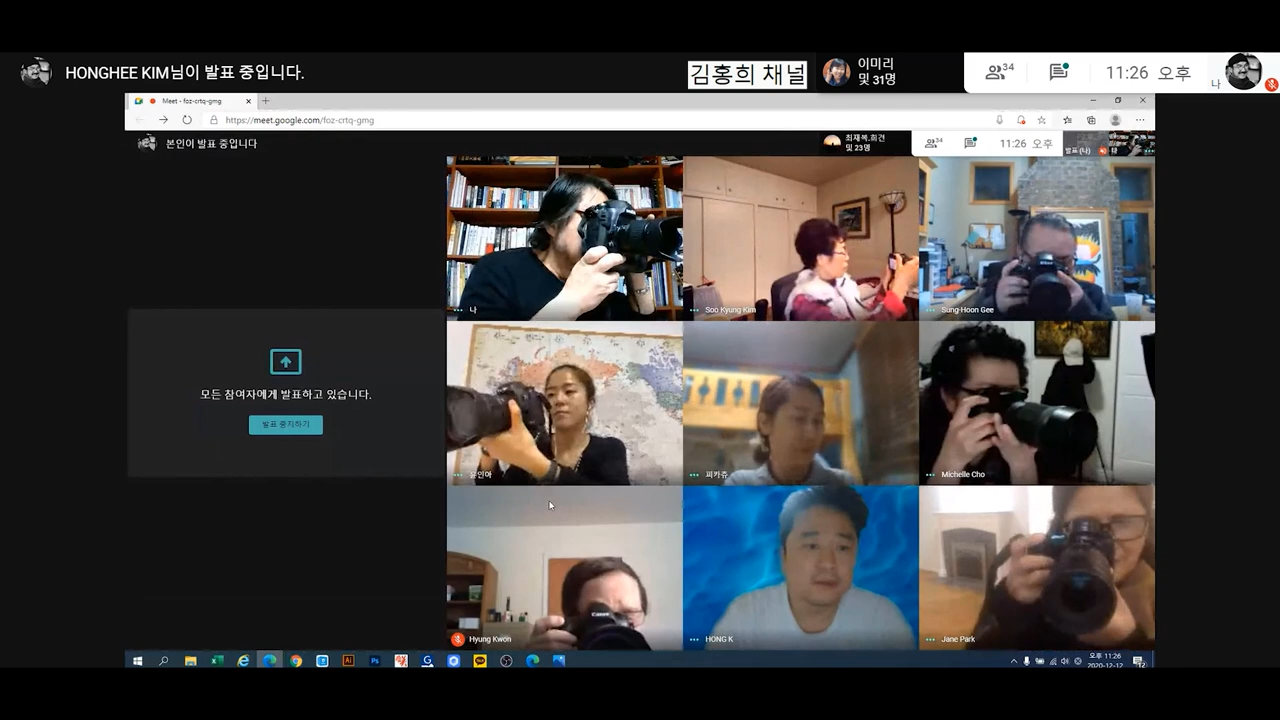 HONGHEE KIM님이 발표 중입니다.
김홍희 채널
이미리
및 31명
34
11:26 오후
나
Meet - foz-crtq-gmg
https://meet.google.com/foz-crtq-gmg
본인이 발표 중입니다
최재복.희건
및 23명
34
11:26 오후
발표 (나)
나
Soo Kyung Kim
Sung-Hoon Gee
모든 참여자에게 발표하고 있습니다.
발표 중지하기
윤인아
피카츄
Michelle Cho
Hyung Kwon
HONG K
Jane Park
오후 11:26
2020-12-12